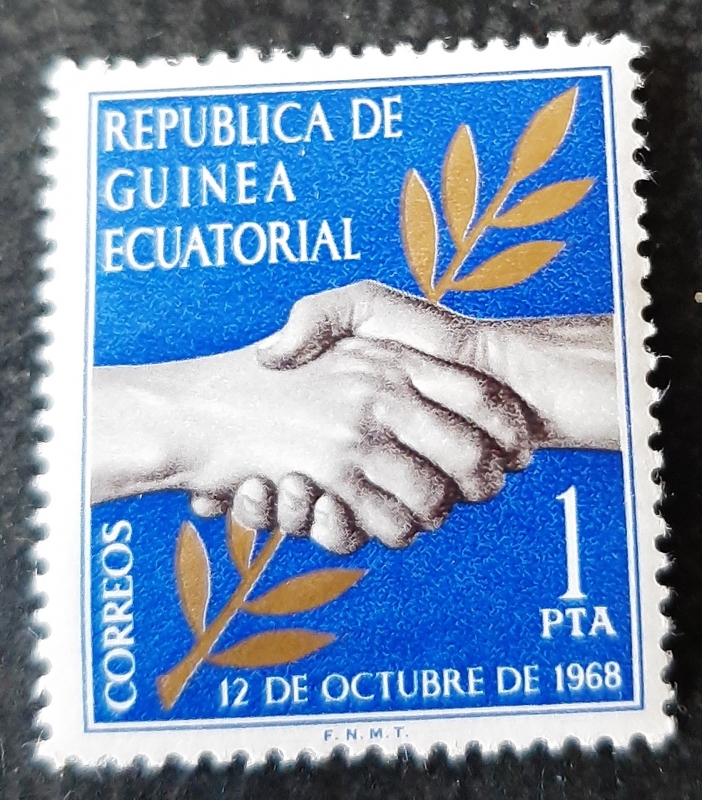 REPUBLICA DE
GUINEA
ECUATORIAL
CORREOS
1
PTA
12 DE OCTUBRE DE 1968
F. N. M. T.